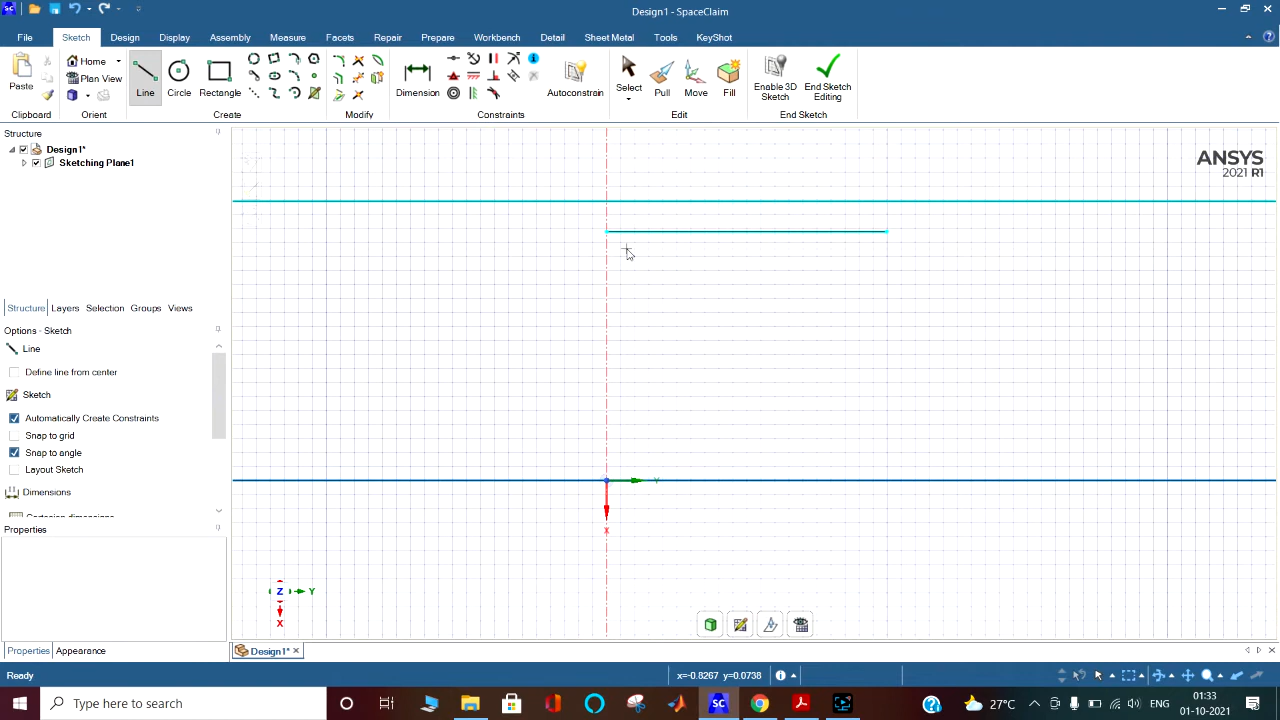 Design1 - SpaceClaim
File Sketch Design Display Assembly Measure Facets Repair Prepare Workbench Detail Sheet Metal Tools KeyShot
Paste
Home
Plan View
Line Circle Rectangle
Dimension
Autoconstrain
Select Pull Move Fill
Enable 3D Sketch
End Sketch Editing
Clipboard Orient Create Modify Constraints Edit End Sketch
Structure
Design1*
Sketching Plane1
ANSYS
2021 R1
Structure Layers Selection Groups Views
Options - Sketch
Line
Define line from center
Sketch
Automatically Create Constraints
Snap to grid
Snap to angle
Layout Sketch
Dimensions
Cartesian dimensions
Properties
Y
X
Z Y
X
Properties Appearance
Design1*
Ready
x=-0.8267 y=0.0738
Type here to search
27°C
ENG
01:33
01-10-2021